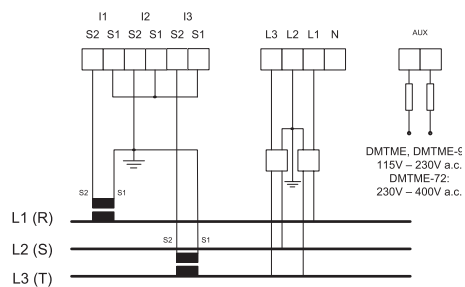 I1 I2 I3
S2 S1 S2 S1 S2 S1 L3 L2 L1 N AUX
DMTME, DMTME-9
115V – 230V a.c.
DMTME-72:
230V – 400V a.c.
S2 S1
L1 (R)
S2 S1
L2 (S)
L3 (T)